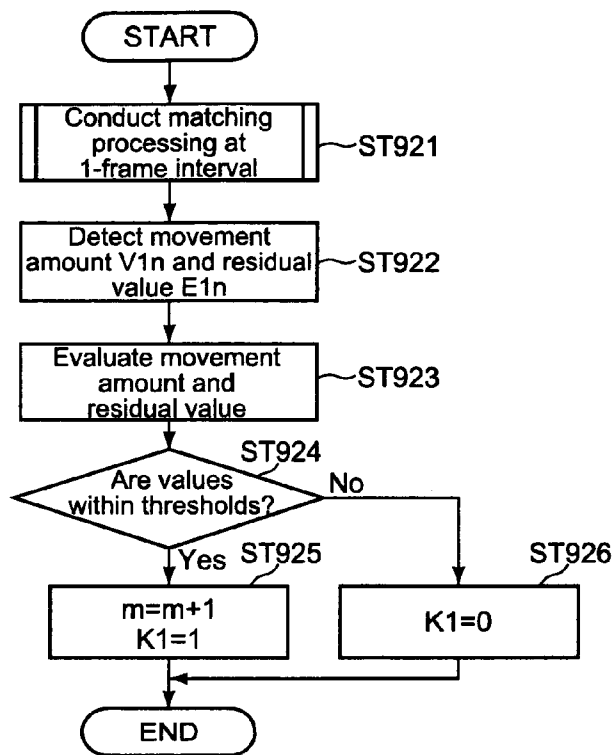 START
Conduct matching
processing at
1-frame interval
ST921
Detect movement
amount V1n and residual
value E1n
ST922
Evaluate movement
amount and
residual value
ST923
ST924
Are values
within thresholds?
No
Yes
ST925
m=m+1
K1=1
ST926
K1=0
END